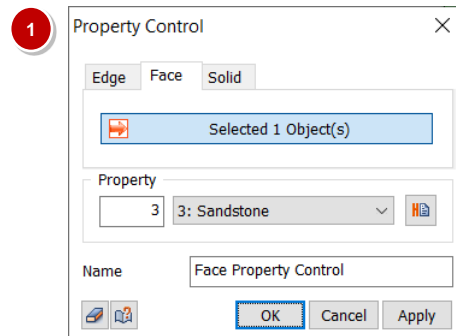 1
Property Control
Edge Face Solid
Selected 1 Object(s)
Property
3 3: Sandstone
Name Face Property Control
OK Cancel Apply